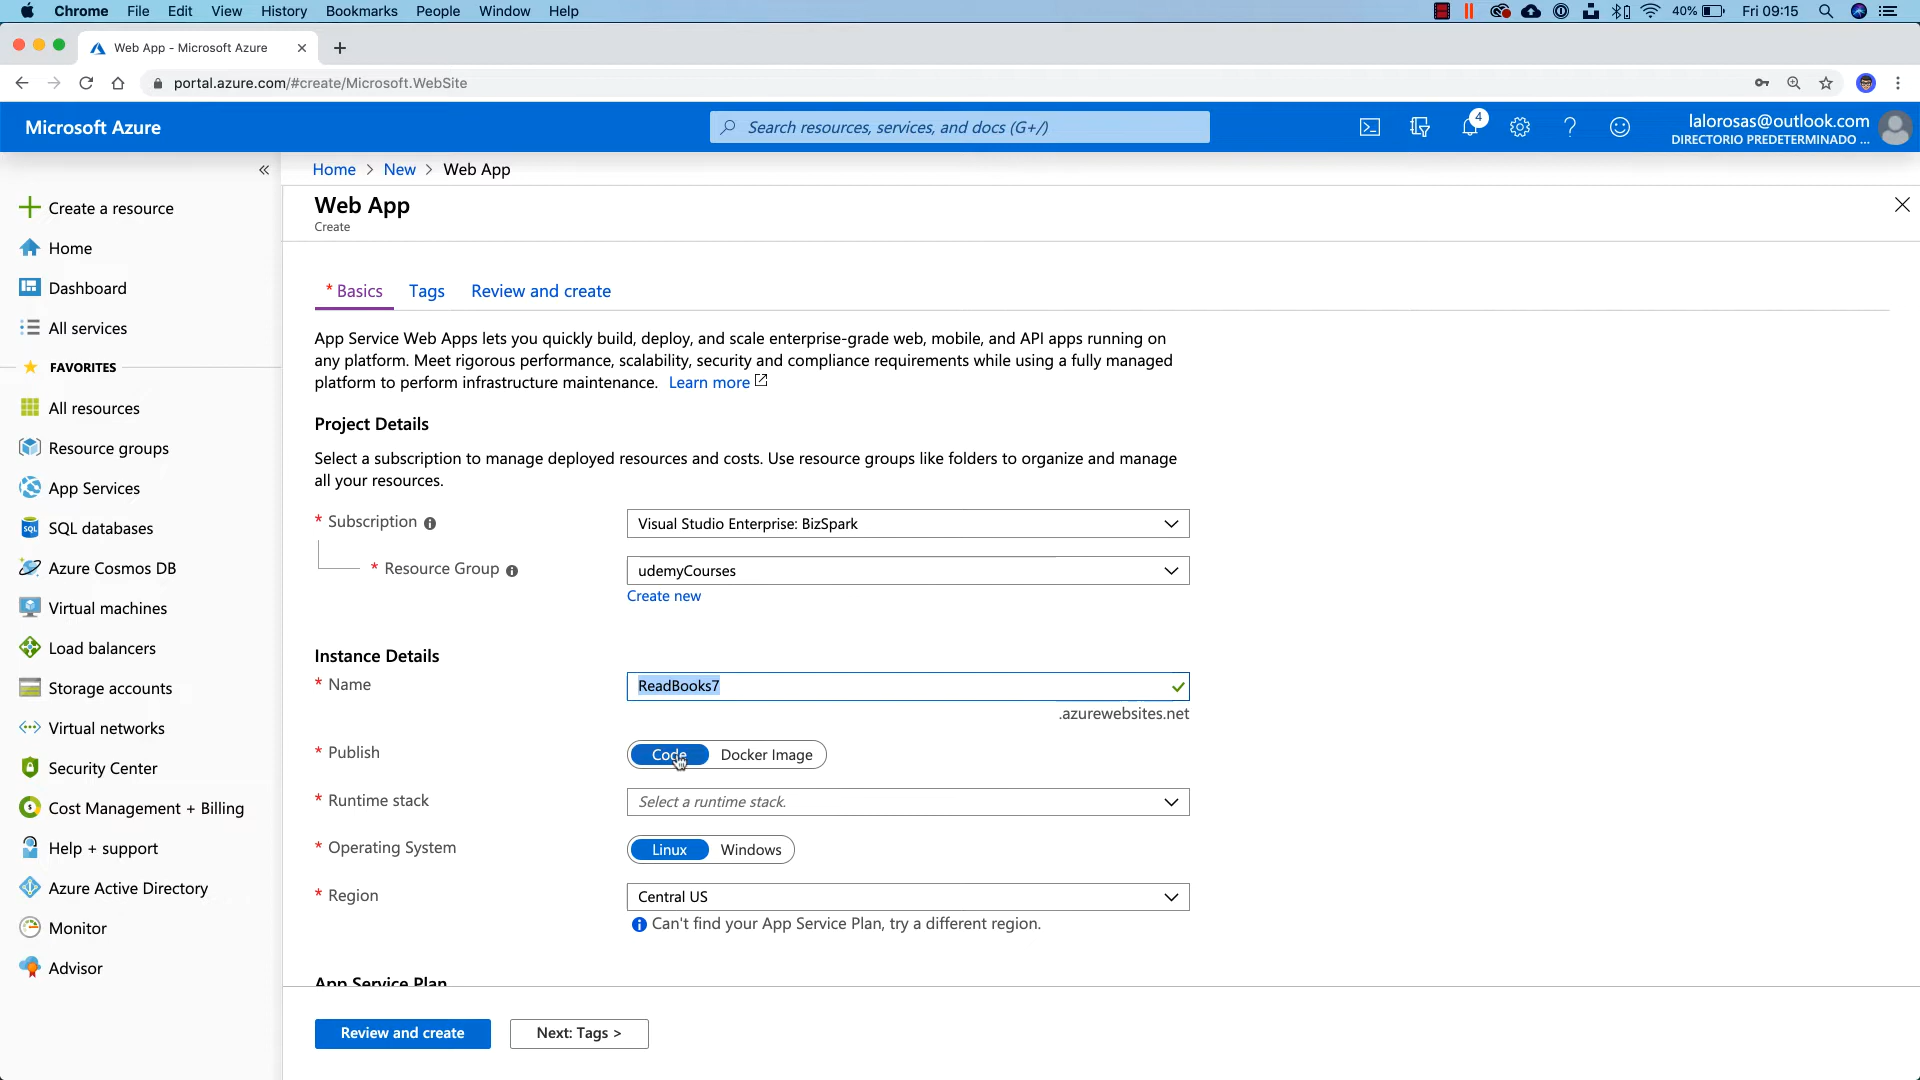 Chrome File Edit View History Bookmarks People Window Help
40% Fri 09:15
Web App - Microsoft Azure
portal.azure.com/#create/Microsoft.WebSite
Microsoft Azure
Search resources, services, and docs (G+/)
4
lalorosas@outlook.com
DIRECTORIO PREDETERMINADO ...
Home > New > Web App
Web App
Create
Create a resource
Home
Dashboard
All services
FAVORITES
All resources
Resource groups
App Services
SQL databases
Azure Cosmos DB
Virtual machines
Load balancers
Storage accounts
Virtual networks
Security Center
Cost Management + Billing
Help + support
Azure Active Directory
Monitor
Advisor
* Basics Tags Review and create
App Service Web Apps lets you quickly build, deploy, and scale enterprise-grade web, mobile, and API apps running on
any platform. Meet rigorous performance, scalability, security and compliance requirements while using a fully managed
platform to perform infrastructure maintenance. Learn more
Project Details
Select a subscription to manage deployed resources and costs. Use resource groups like folders to organize and manage
all your resources.
* Subscription Visual Studio Enterprise: BizSpark
* Resource Group udemyCourses
Create new
Instance Details
* Name ReadBooks7
.azurewebsites.net
* Publish Code Docker Image
* Runtime stack Select a runtime stack.
* Operating System Linux Windows
* Region Central US
Can't find your App Service Plan, try a different region.
App Service Plan
Review and create Next: Tags >